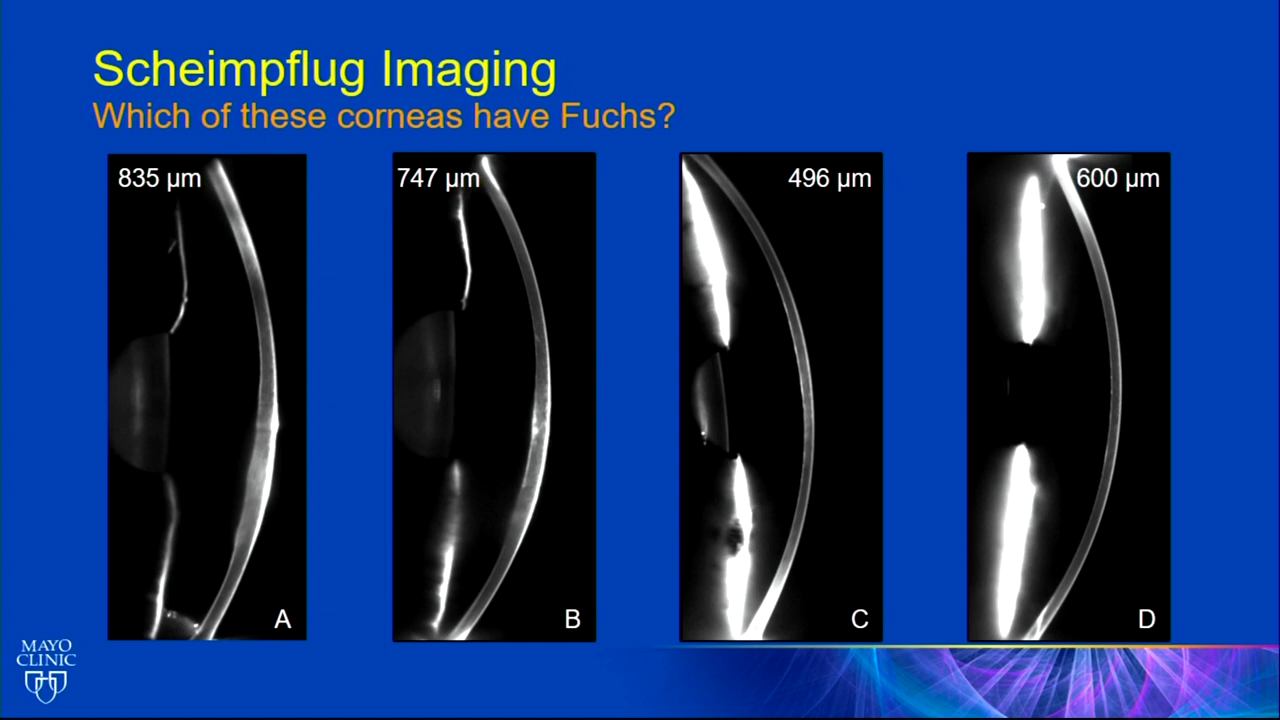 Scheimpflug Imaging
Which of these corneas have Fuchs?
835 µm
747 µm
496 µm
600 µm
A
B
C
D
MAYO
CLINIC